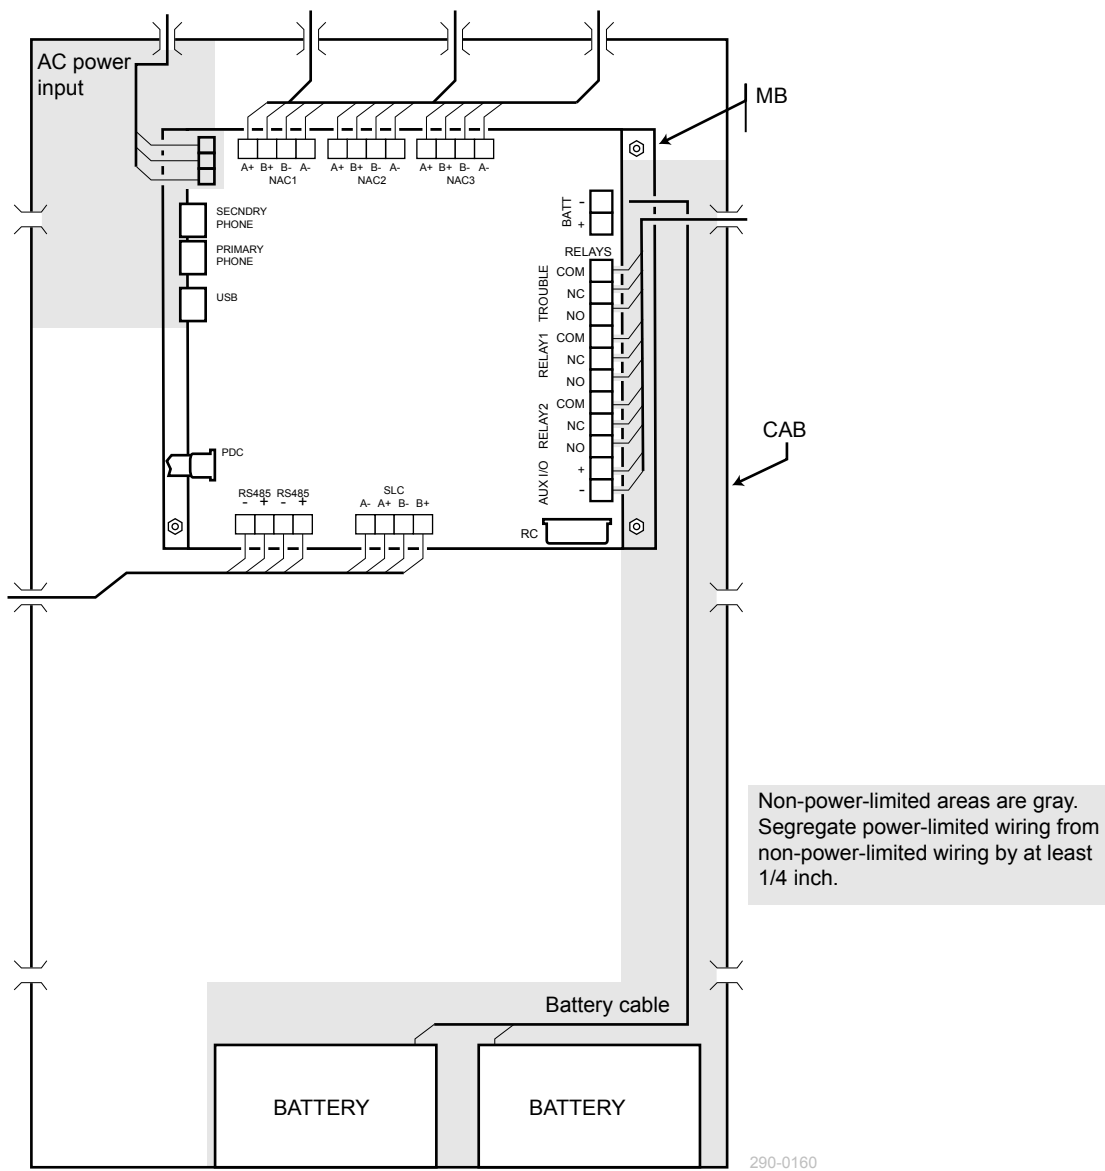 AC power
input
MB
A+ B+ B- A-
NAC1
A+ B+ B- A-
NAC2
A+ B+ B- A-
NAC3
SECNDRY
PHONE
PRIMARY
PHONE
USB
BATT
-
+
RELAYS
TROUBLE
COM
NC
NO
RELAY1
COM
NC
NO
RELAY2
COM
NC
NO
AUX I/O
+
-
CAB
PDC
RS485 RS485
- + - +
SLC
A- A+ B- B+
RC
Non-power-limited areas are gray.
Segregate power-limited wiring from
non-power-limited wiring by at least
1/4 inch.
Battery cable
BATTERY
BATTERY
290-0160